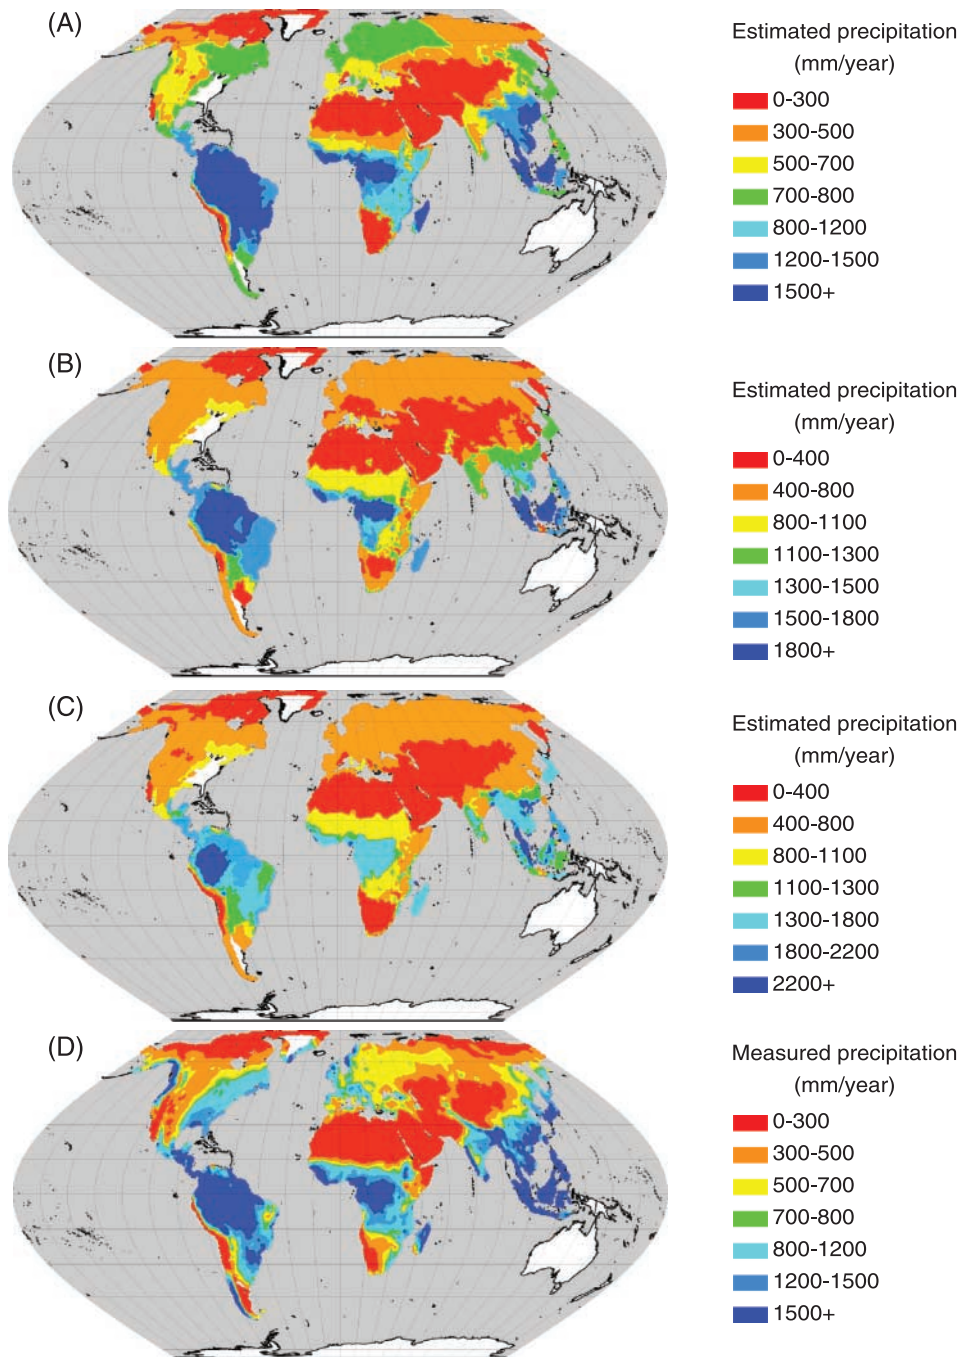 (A)
Estimated precipitation
(mm/year)
0-300
300-500
500-700
700-800
800-1200
1200-1500
1500+
(B)
Estimated precipitation
(mm/year)
0-400
400-800
800-1100
1100-1300
1300-1500
1500-1800
1800+
(C)
Estimated precipitation
(mm/year)
0-400
400-800
800-1100
1100-1300
1300-1800
1800-2200
2200+
(D)
Measured precipitation
(mm/year)
0-300
300-500
500-700
700-800
800-1200
1200-1500
1500+